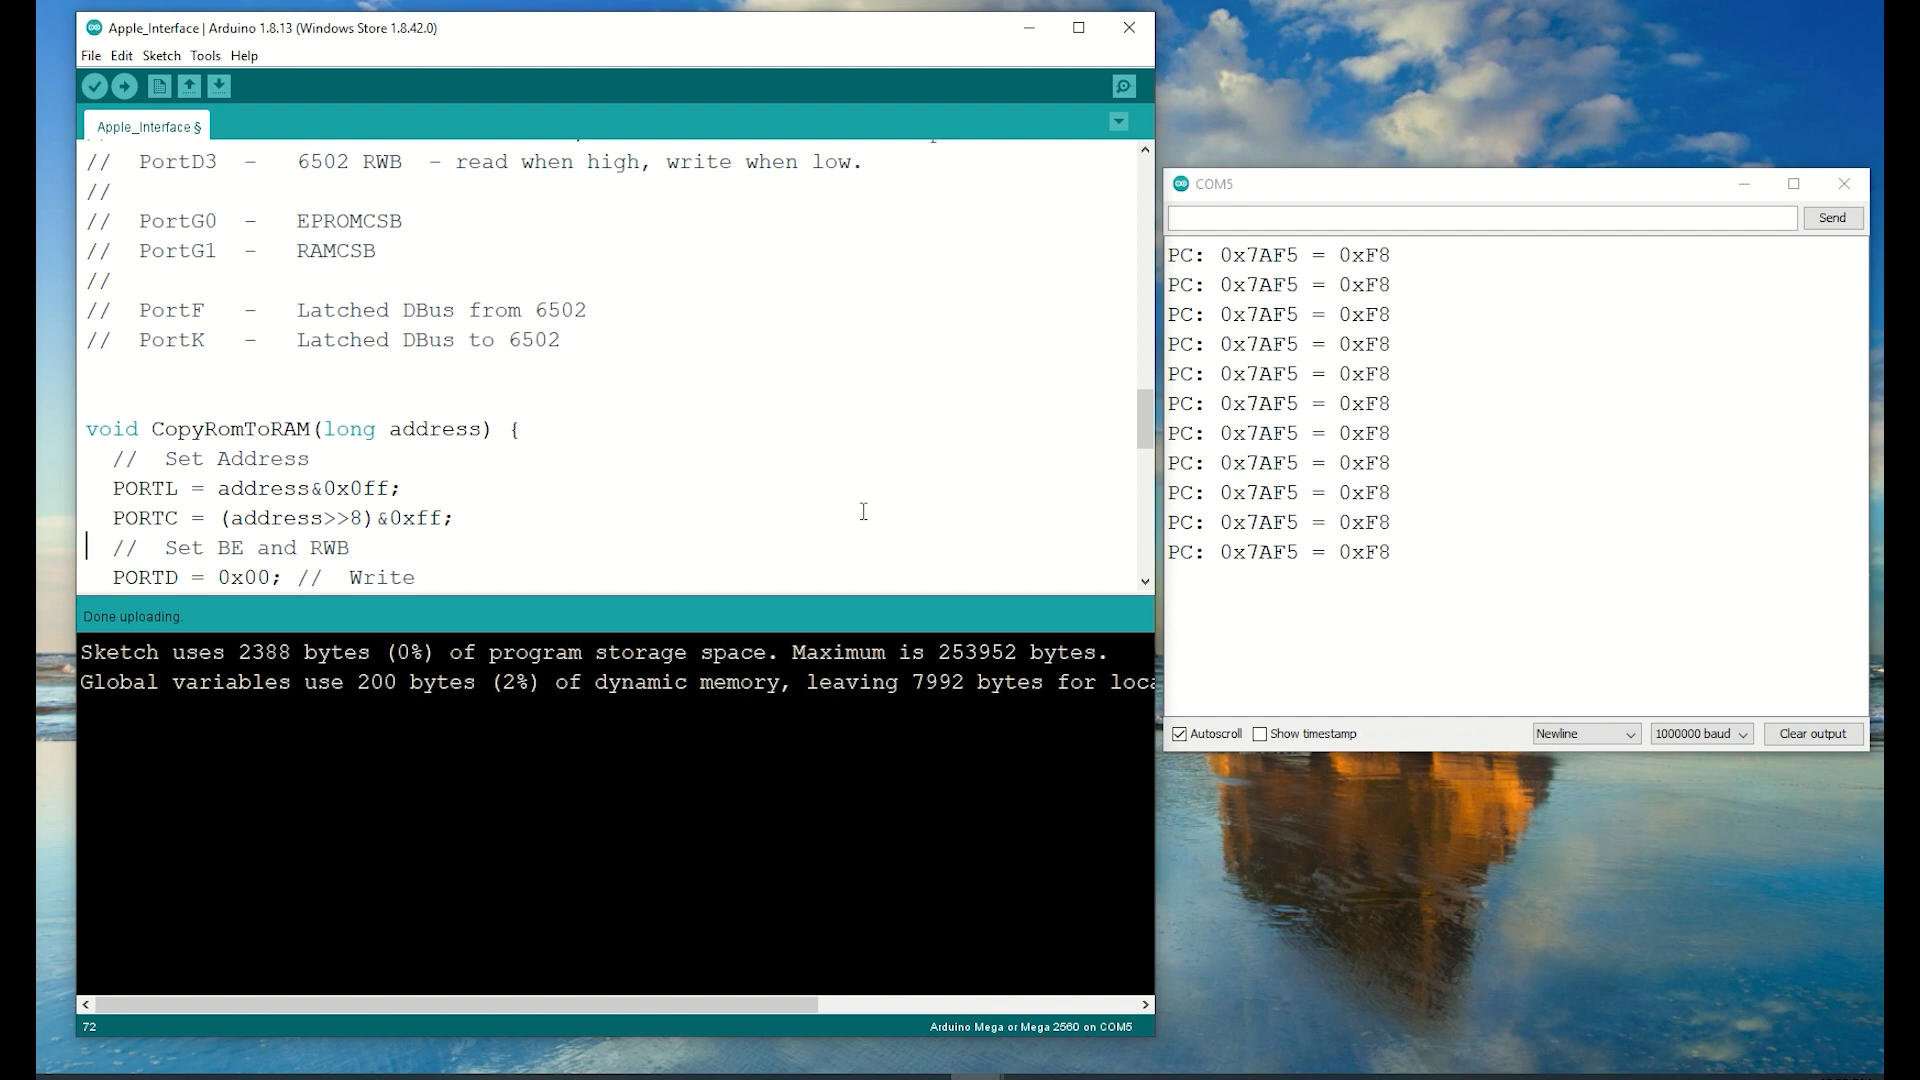 Apple_Interface | Arduino 1.8.13 (Windows Store 1.8.42.0)
File Edit Sketch Tools Help
Apple_Interface §
// PortD3 - 6502 RWB - read when high, write when low.
//
// PortG0 - EPROMCSB
// PortG1 - RAMCSB
//
// PortF - Latched DBus from 6502
// PortK - Latched DBus to 6502
void CopyRomToRAM(long address) {
// Set Address
PORTL = address&0x0ff;
PORTC = (address>>8)&0xff;
// Set BE and RWB
PORTD = 0x00; // Write
Done uploading.
Sketch uses 2388 bytes (0%) of program storage space. Maximum is 253952 bytes.
Global variables use 200 bytes (2%) of dynamic memory, leaving 7992 bytes for loca
72
Arduino Mega or Mega 2560 on COM5
COM5
Send
PC: 0x7AF5 = 0xF8
PC: 0x7AF5 = 0xF8
PC: 0x7AF5 = 0xF8
PC: 0x7AF5 = 0xF8
PC: 0x7AF5 = 0xF8
PC: 0x7AF5 = 0xF8
PC: 0x7AF5 = 0xF8
PC: 0x7AF5 = 0xF8
PC: 0x7AF5 = 0xF8
PC: 0x7AF5 = 0xF8
PC: 0x7AF5 = 0xF8
Autoscroll Show timestamp Newline 1000000 baud Clear output